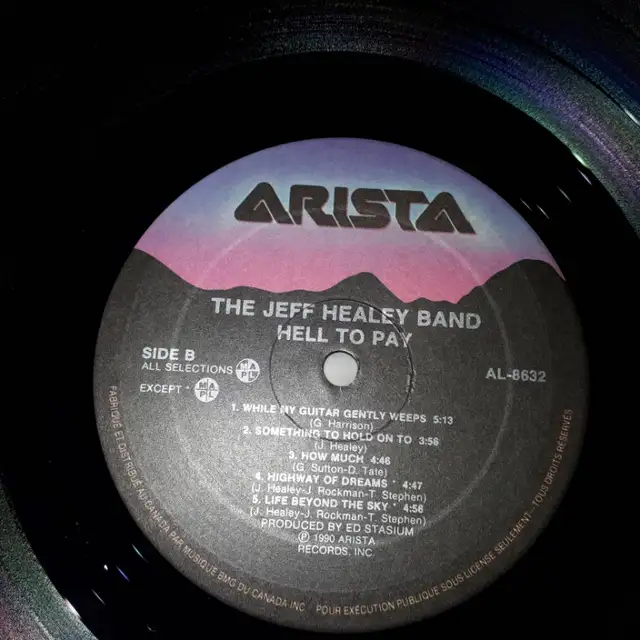 ARISTA
THE JEFF HEALEY BAND
HELL TO PAY
SIDE B
ALL SELECTIONS MAPL
EXCEPT - MAPL
AL-8632
1. WHILE MY GUITAR GENTLY WEEPS 5:13
(G. Harrison)
2. SOMETHING TO HOLD ON TO 3:56
(J. Healey)
3. HOW MUCH 4:46
(G. Sutton-D. Tate)
4. HIGHWAY OF DREAMS - 4:47
(J. Healey-J. Rockman-T. Stephen)
5. LIFE BEYOND THE SKY - 4:56
(J. Healey-J. Rockman-T. Stephen)
PRODUCED BY ED STASIUM
Ⓟ 1990 ARISTA
RECORDS, INC.
FABRIQUÉ ET DISTRIBUÉ AU CANADA PAR MUSIQUE BMG DU CANADA INC POUR EXÉCUTION PUBLIQUE SOUS LICENSE SEULEMENT - TOUS DROITS RÉSERVÉS